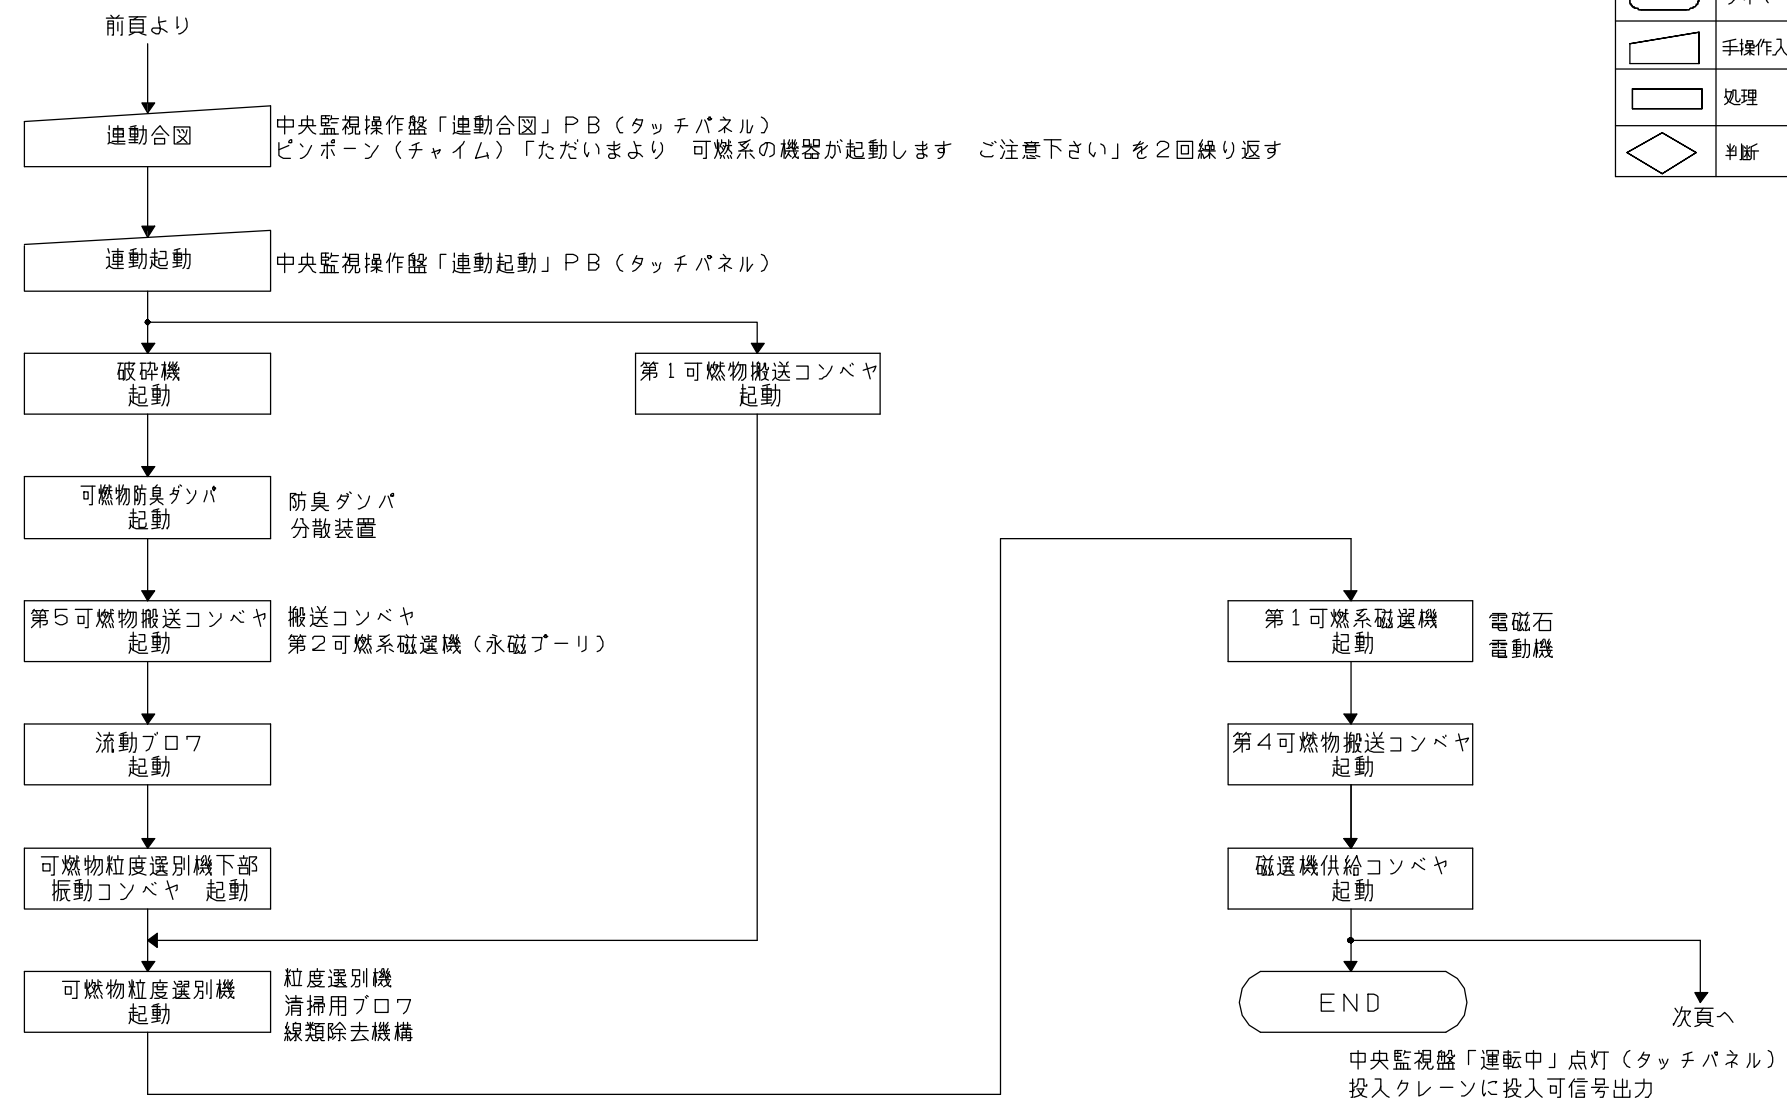 前頁より
連動合図
中央監視操作盤「連動合図」ＰＢ（タッチパネル）
ピンポーン（チャイム）「ただいまより　可燃系の機器が起動します　ご注意下さい」を２回繰り返す
連動起動
中央監視操作盤「連動起動」ＰＢ（タッチパネル）
破砕機
起動
第１可燃物搬送コンベヤ
起動
可燃物防臭ダンパ
起動
防臭ダンパ
分散装置
第５可燃物搬送コンベヤ
起動
搬送コンベヤ
第２可燃系磁選機（永磁プーリ）
流動ブロワ
起動
可燃物粒度選別機下部
振動コンベヤ　起動
可燃物粒度選別機
起動
粒度選別機
清掃用ブロワ
線類除去機構
第１可燃系磁選機
起動
電磁石
電動機
第４可燃物搬送コンベヤ
起動
磁選機供給コンベヤ
起動
ＥＮＤ
次頁へ
中央監視盤「運転中」点灯（タッチパネル）
投入クレーンに投入可信号出力
手操作入
処理
判断